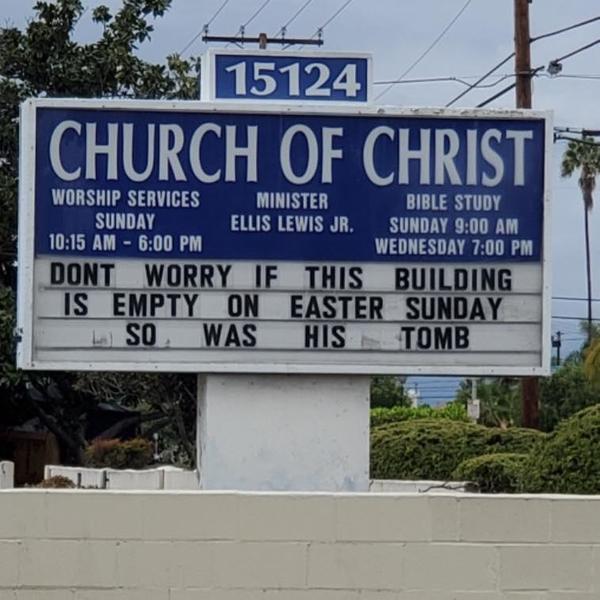 15124
CHURCH OF CHRIST
WORSHIP SERVICES
SUNDAY
10:15 AM - 6:00 PM
MINISTER
ELLIS LEWIS JR.
BIBLE STUDY
SUNDAY 9:00 AM
WEDNESDAY 7:00 PM
DONT WORRY IF THIS BUILDING
IS EMPTY ON EASTER SUNDAY
SO WAS HIS TOMB